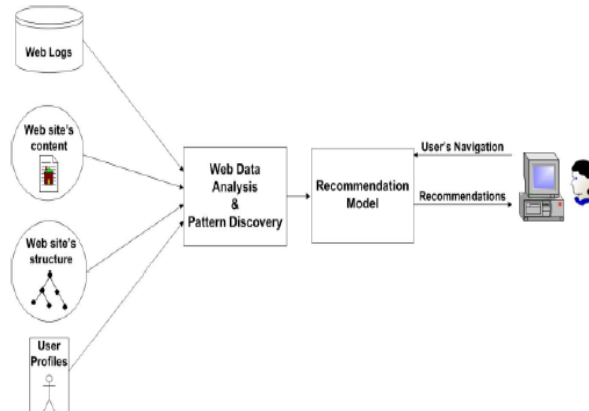 Web Logs
Web site's
content
Web site's
structure
User
Profiles
Web Data
Analysis
&
Pattern Discovery
Recommendation
Model
User's Navigation
Recommendations